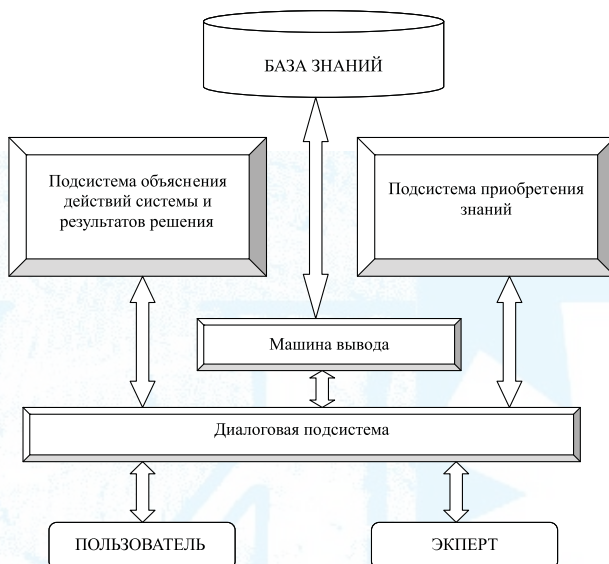 БАЗА ЗНАНИЙ
Подсистема объяснения
действий системы и
результатов решения
Подсистема приобретения
знаний
Машина вывода
Диалоговая подсистема
ПОЛЬЗОВАТЕЛЬ
ЭКПЕРТ